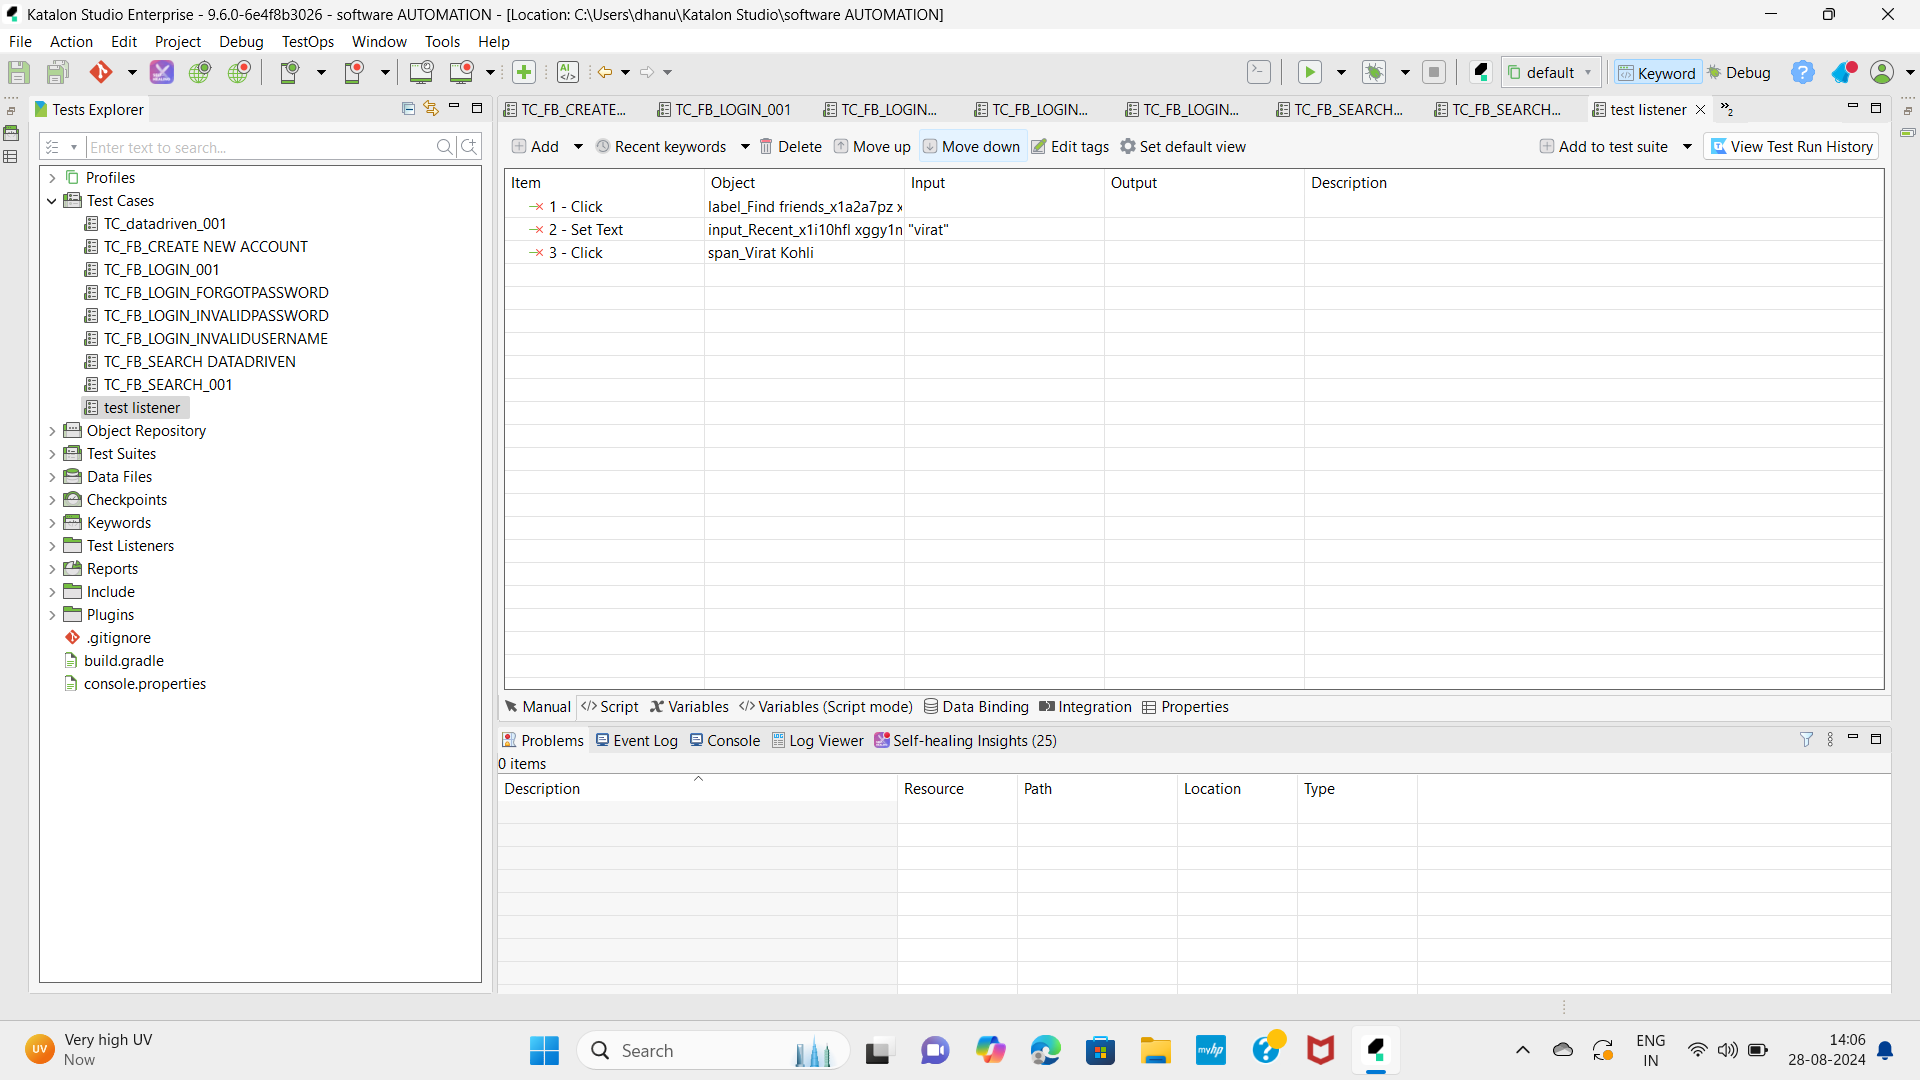 Katalon Studio Enterprise - 9.6.0-6e4f8b3026 - software AUTOMATION - [Location: C:\Users\dhanu\Katalon Studio\software AUTOMATION]
File Action Edit Project Debug TestOps Window Tools Help
default Keyword Debug
Tests Explorer
Enter text to search...
Profiles
Test Cases
TC_datadriven_001
TC_FB_CREATE NEW ACCOUNT
TC_FB_LOGIN_001
TC_FB_LOGIN_FORGOTPASSWORD
TC_FB_LOGIN_INVALIDPASSWORD
TC_FB_LOGIN_INVALIDUSERNAME
TC_FB_SEARCH DATADRIVEN
TC_FB_SEARCH_001
test listener
Object Repository
Test Suites
Data Files
Checkpoints
Keywords
Test Listeners
Reports
Include
Plugins
.gitignore
build.gradle
console.properties
TC_FB_CREATE... TC_FB_LOGIN_001 TC_FB_LOGIN... TC_FB_LOGIN... TC_FB_LOGIN... TC_FB_SEARCH... TC_FB_SEARCH... test listener »2
Add Recent keywords Delete Move up Move down Edit tags Set default view Add to test suite View Test Run History
Item Object Input Output Description
1 - Click label_Find friends_x1a2a7pz x
2 - Set Text input_Recent_x1i10hfl xggy1n "virat"
3 - Click span_Virat Kohli
Manual </> Script Variables </> Variables (Script mode) Data Binding Integration Properties
Problems Event Log Console Log Viewer Self-healing Insights (25)
0 items
Description Resource Path Location Type
UV Very high UV
Now
Search
myhp
ENG
IN
14:06
28-08-2024